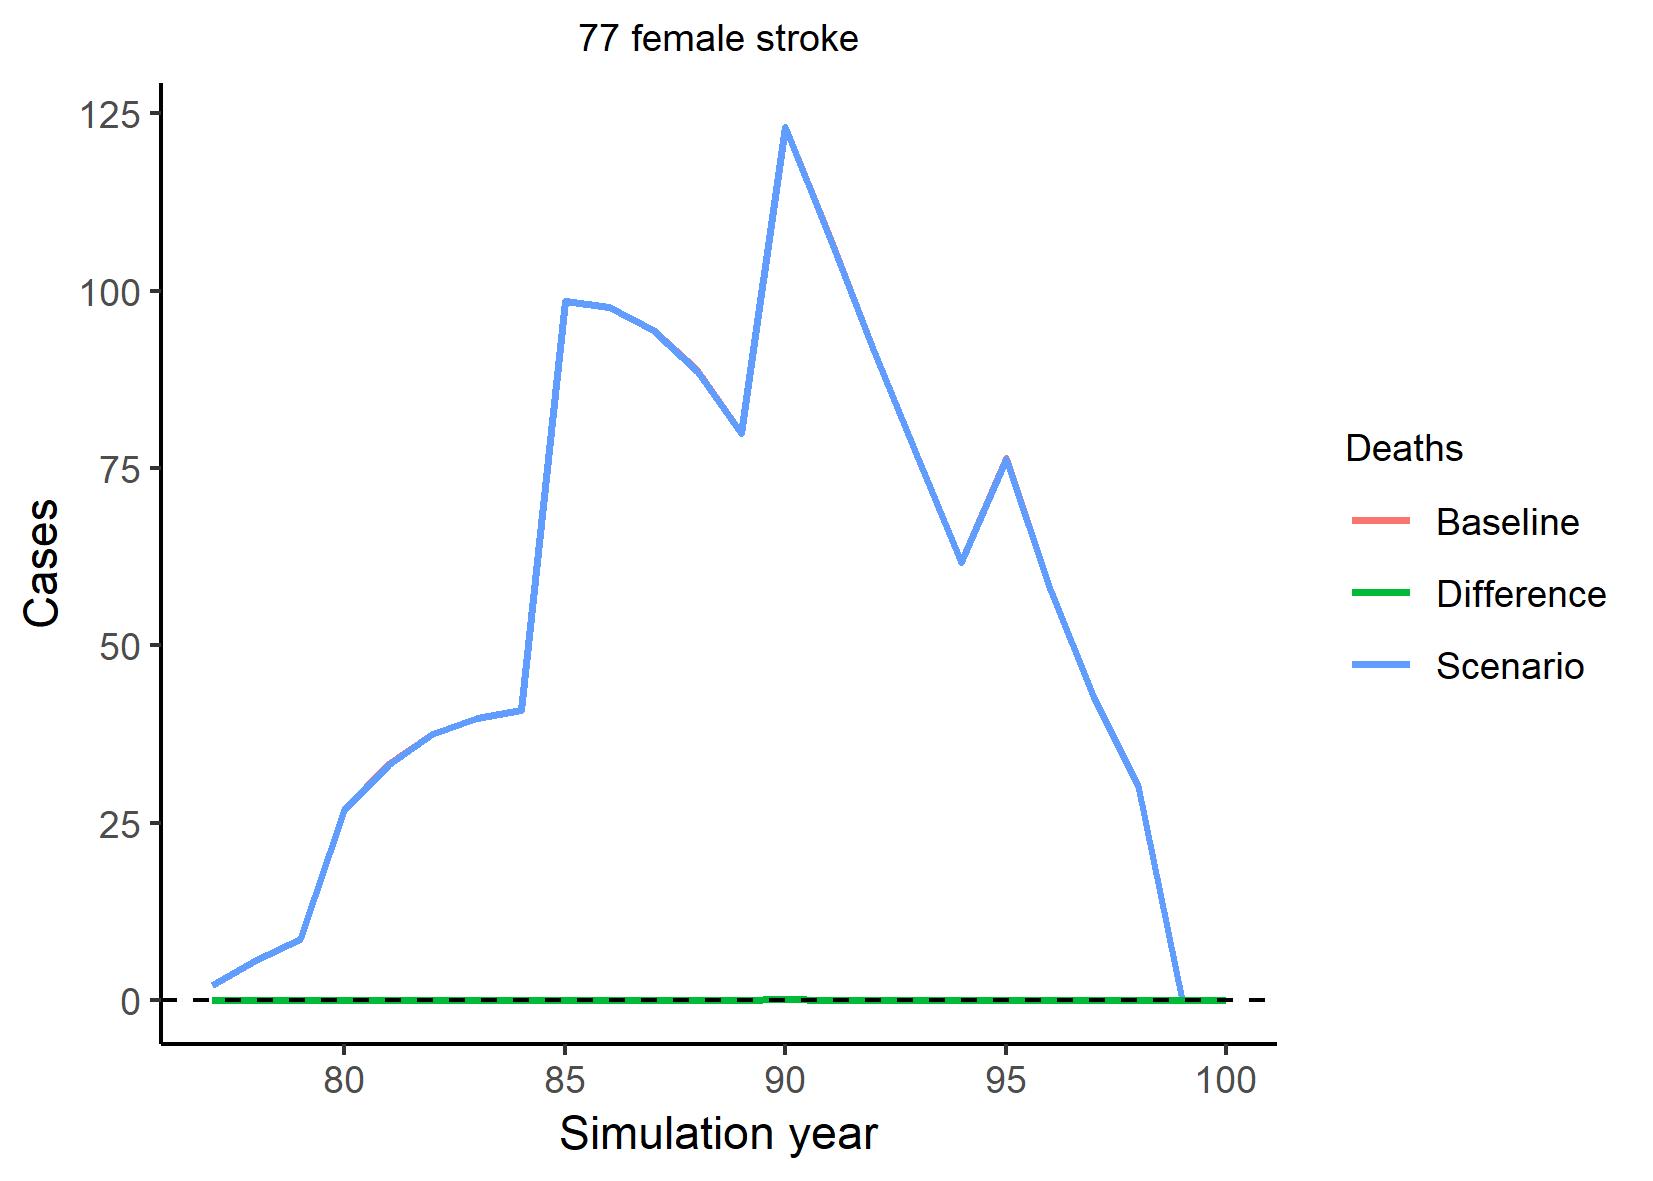 77 female stroke
125
100
75
50
25
0
Cases
80 85 90 95 100
Simulation year
Deaths
Baseline
Difference
Scenario